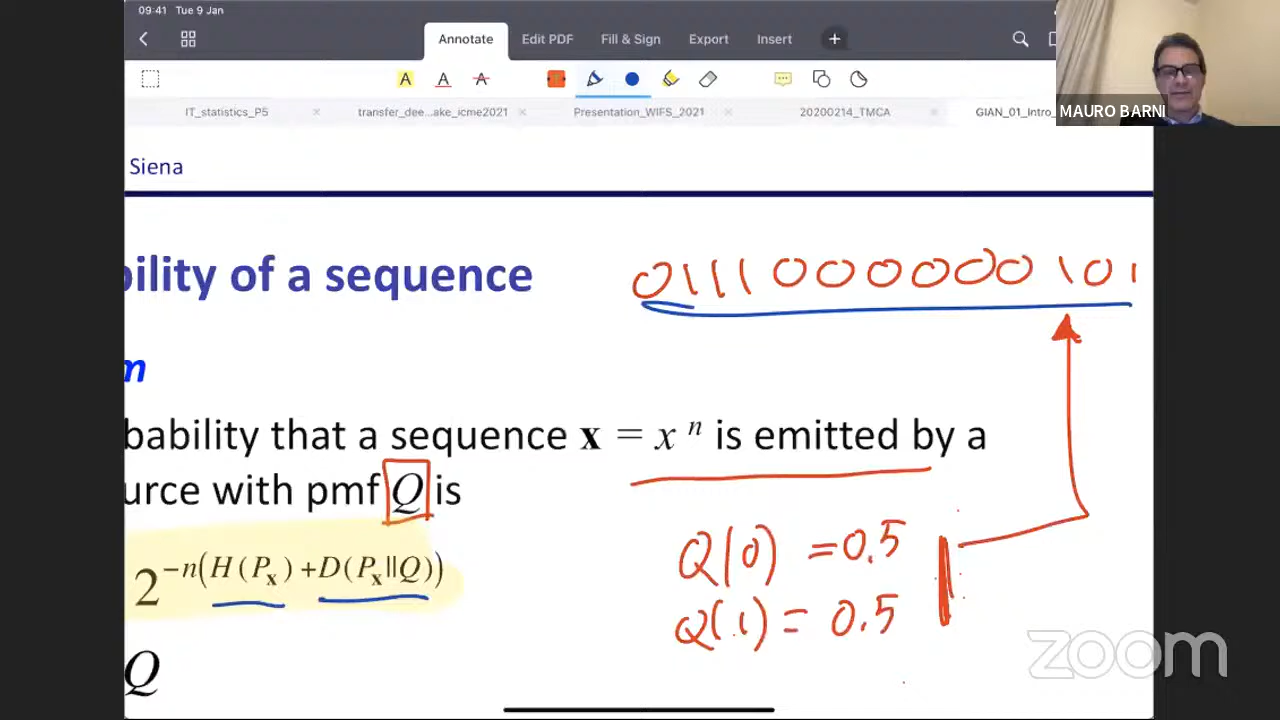 09:41 Tue 9 Jan
Annotate Edit PDF Fill & Sign Export Insert +
A A A
IT_statistics_P5 × transfer_dee...ake_icme2021 × Presentation_WIFS_2021 × 20200214_TMCA × GIAN_01_Intro_
MAURO BARNI
Siena
bility of a sequence
01110000000101
m
bability that a sequence x = x n is emitted by a
urce with pmf Q is
2^{-n(H(P_x) + D(P_x||Q))}
Q(0) = 0.5
Q(1) = 0.5
Q
zoom